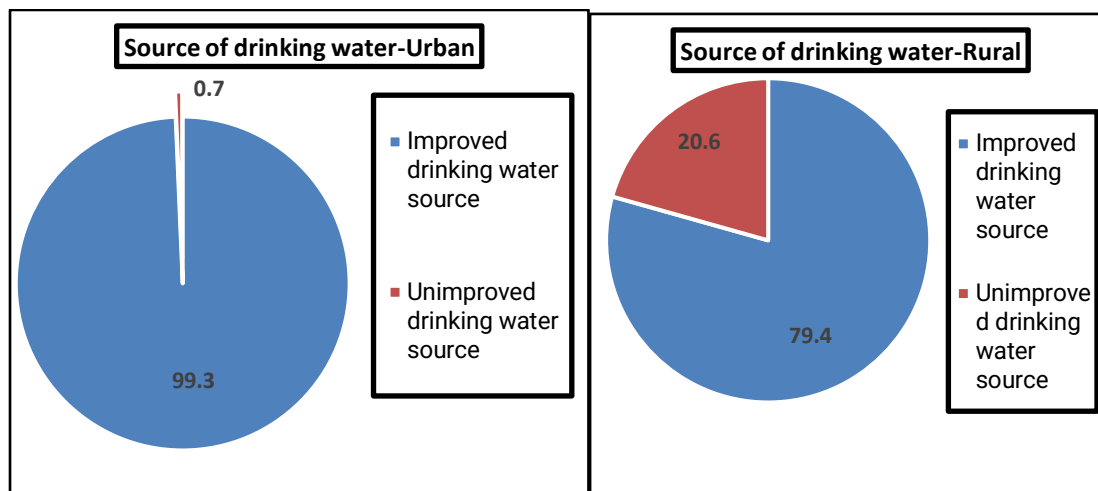 Source of drinking water-Urban
0.7
Improved
drinking water
source
Unimproved
drinking water
source
99.3
Source of drinking water-Rural
20.6
79.4
Improved
drinking
water
source
Unimprove
d drinking
water
source